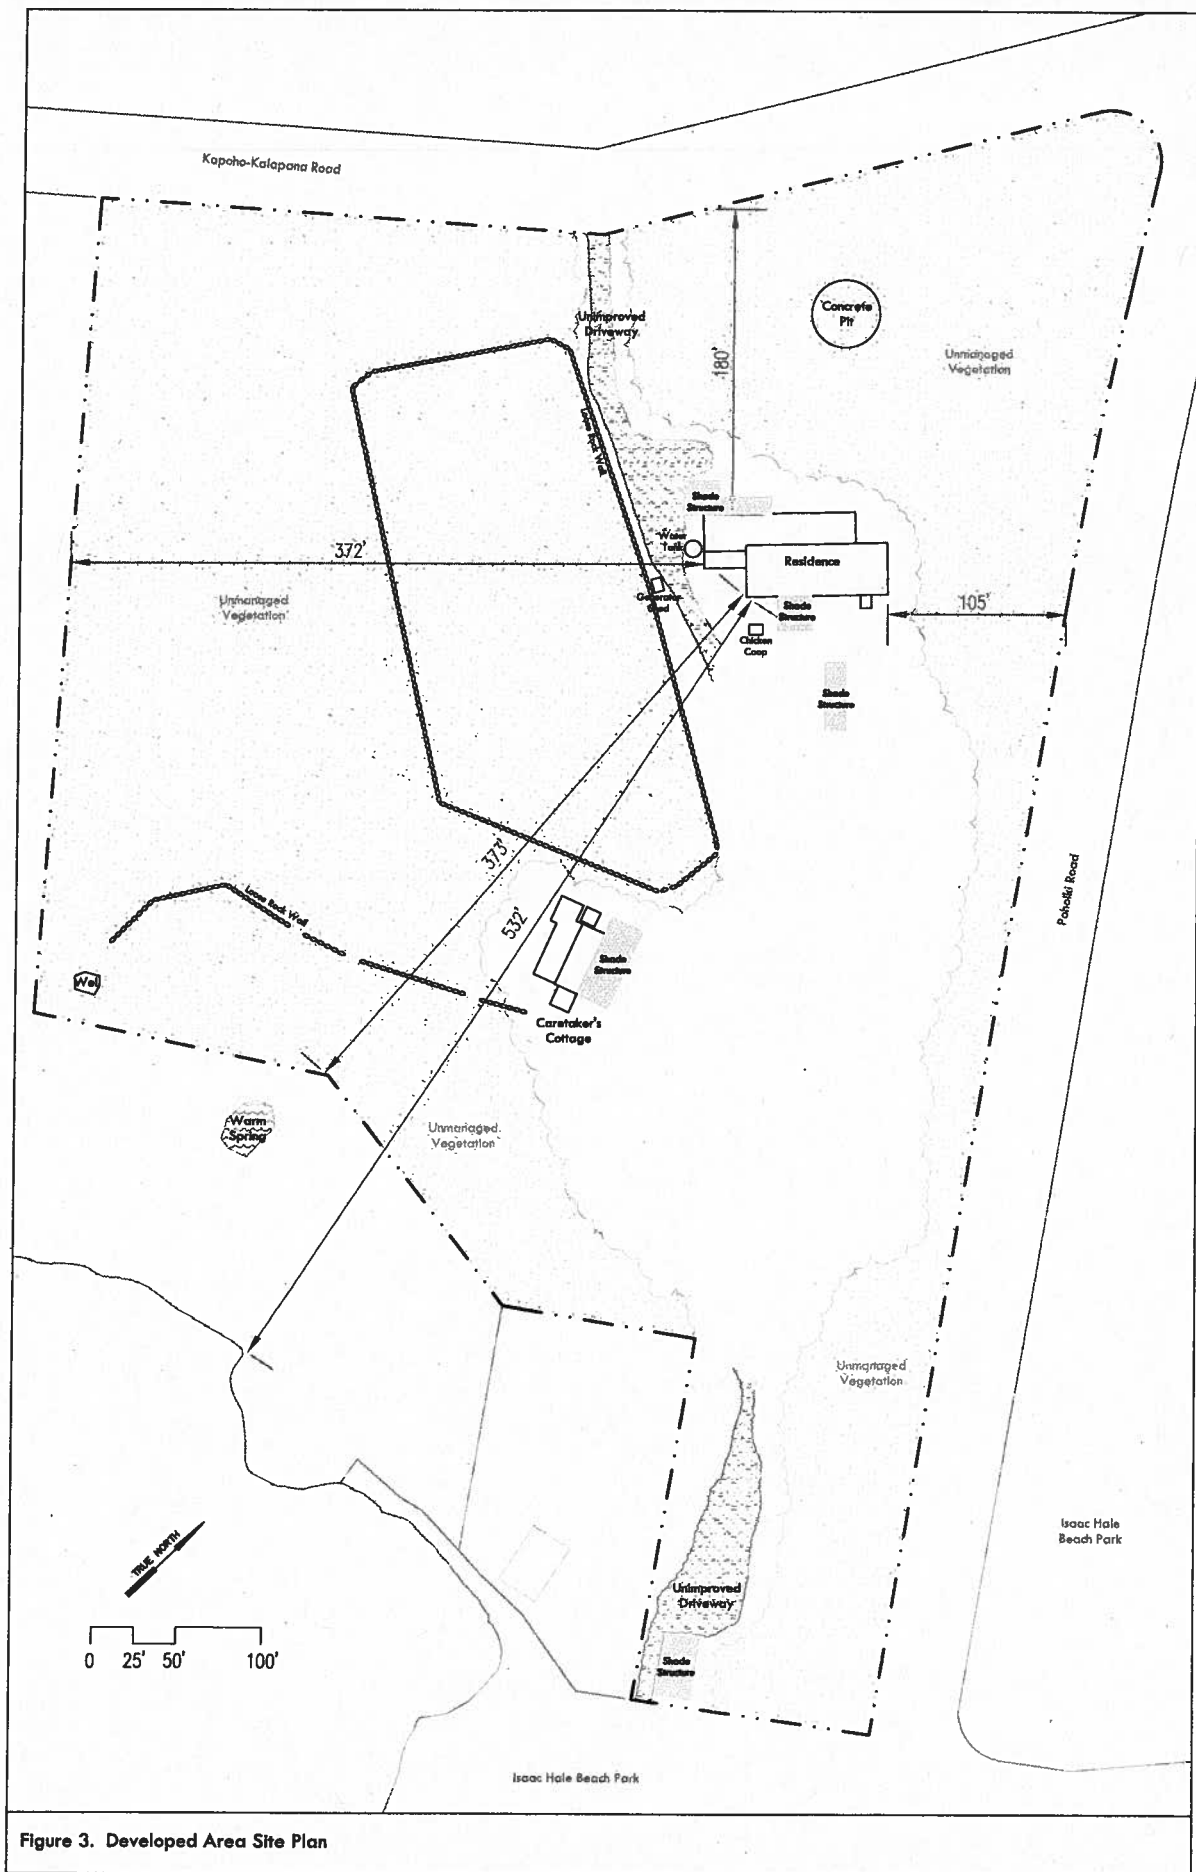 Kapoho-Kalapana Road
Unimproved
Driveway
Concrete
Pit
Unmanaged
Vegetation
180'
Loose Rock Wall
Shade
Structure
Water
Tank
Residence
372'
Unmanaged
Vegetation
Generator
Shed
Shade
Structure
105'
Chicken
Coop
Shade
Structure
373'
532'
Pohoiki Road
Loose Rock Wall
Shade
Structure
Well
Caretaker's
Cottage
Warm
Spring
Unmanaged
Vegetation
Unmanaged
Vegetation
Isaac Hale
Beach Park
TRUE NORTH
Unimproved
Driveway
0 25' 50' 100'
Shade
Structure
Isaac Hale Beach Park
Figure 3. Developed Area Site Plan